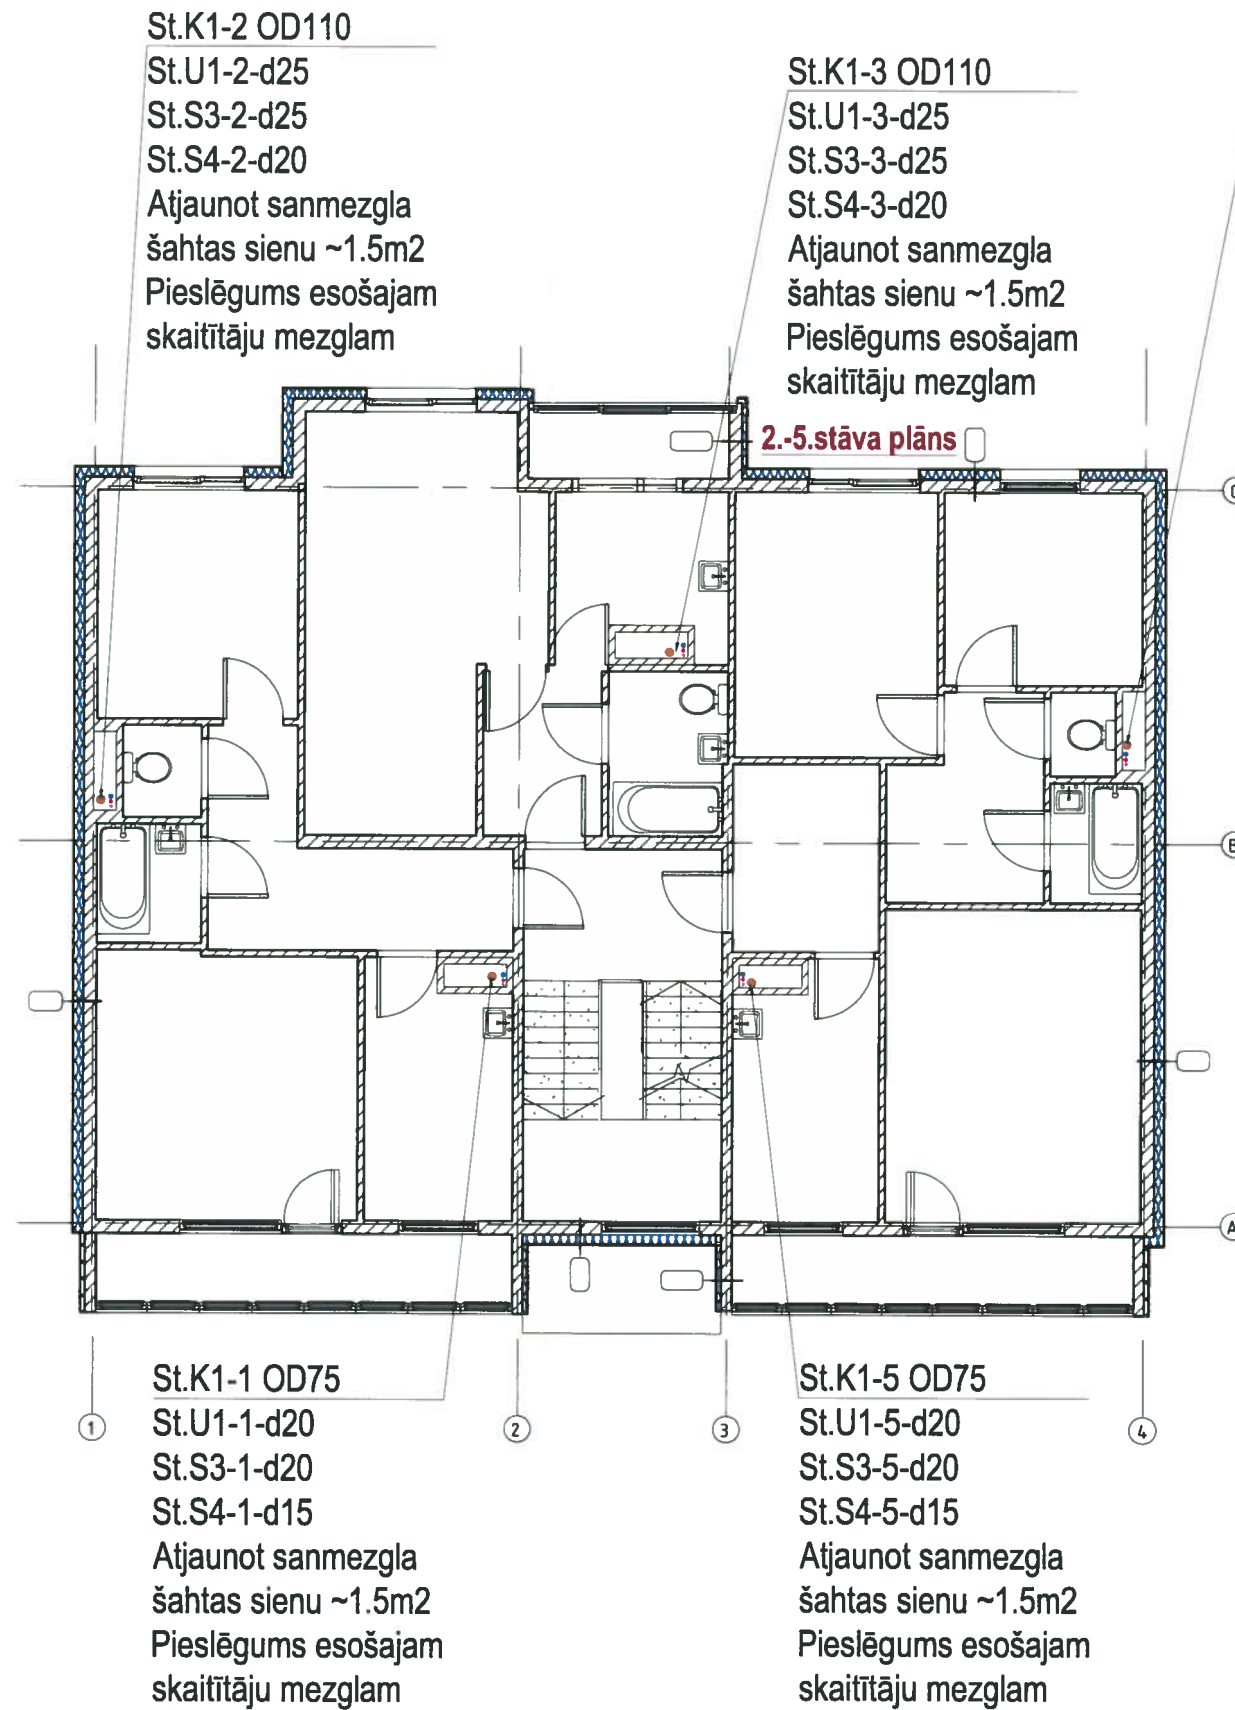 St.K1-2 OD110
St.U1-2-d25
St.S3-2-d25
St.S4-2-d20
Atjaunot sanmezgla
šahtas sienu ~1.5m2
Pieslēgums esošajam
skaitītāju mezglam
St.K1-3 OD110
St.U1-3-d25
St.S3-3-d25
St.S4-3-d20
Atjaunot sanmezgla
šahtas sienu ~1.5m2
Pieslēgums esošajam
skaitītāju mezglam
2.-5.stāva plāns
B
A
1
2
3
4
St.K1-1 OD75
St.U1-1-d20
St.S3-1-d20
St.S4-1-d15
Atjaunot sanmezgla
šahtas sienu ~1.5m2
Pieslēgums esošajam
skaitītāju mezglam
St.K1-5 OD75
St.U1-5-d20
St.S3-5-d20
St.S4-5-d15
Atjaunot sanmezgla
šahtas sienu ~1.5m2
Pieslēgums esošajam
skaitītāju mezglam